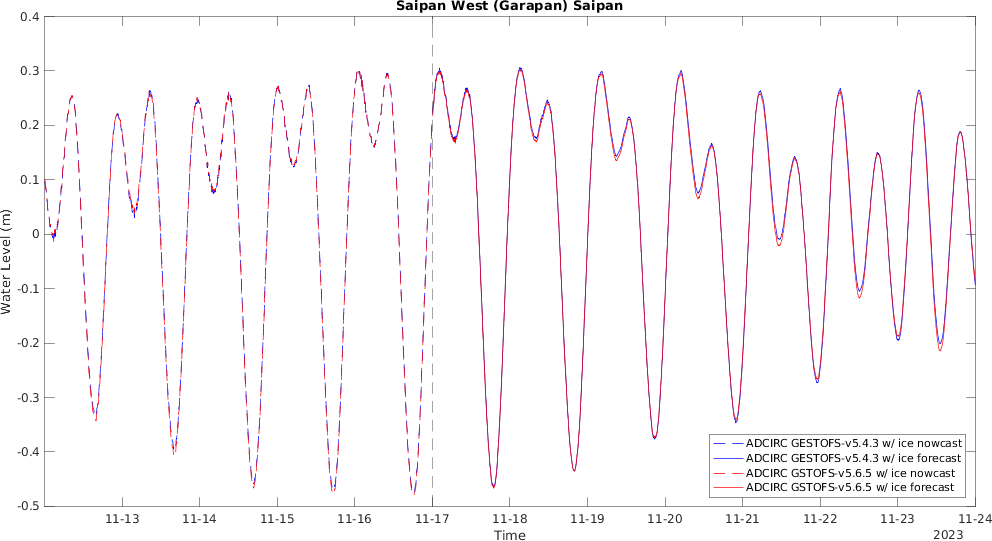 Saipan West (Garapan) Saipan
0.4
0.3
0.2
0.1
0
-0.1
-0.2
-0.3
-0.4
-0.5
Water Level (m)
ADCIRC GESTOFS-v5.4.3 w/ ice nowcast
ADCIRC GESTOFS-v5.4.3 w/ ice forecast
ADCIRC GSTOFS-v5.6.5 w/ ice nowcast
ADCIRC GSTOFS-v5.6.5 w/ ice forecast
11-13 11-14 11-15 11-16 11-17 11-18 11-19 11-20 11-21 11-22 11-23 11-24
Time
2023